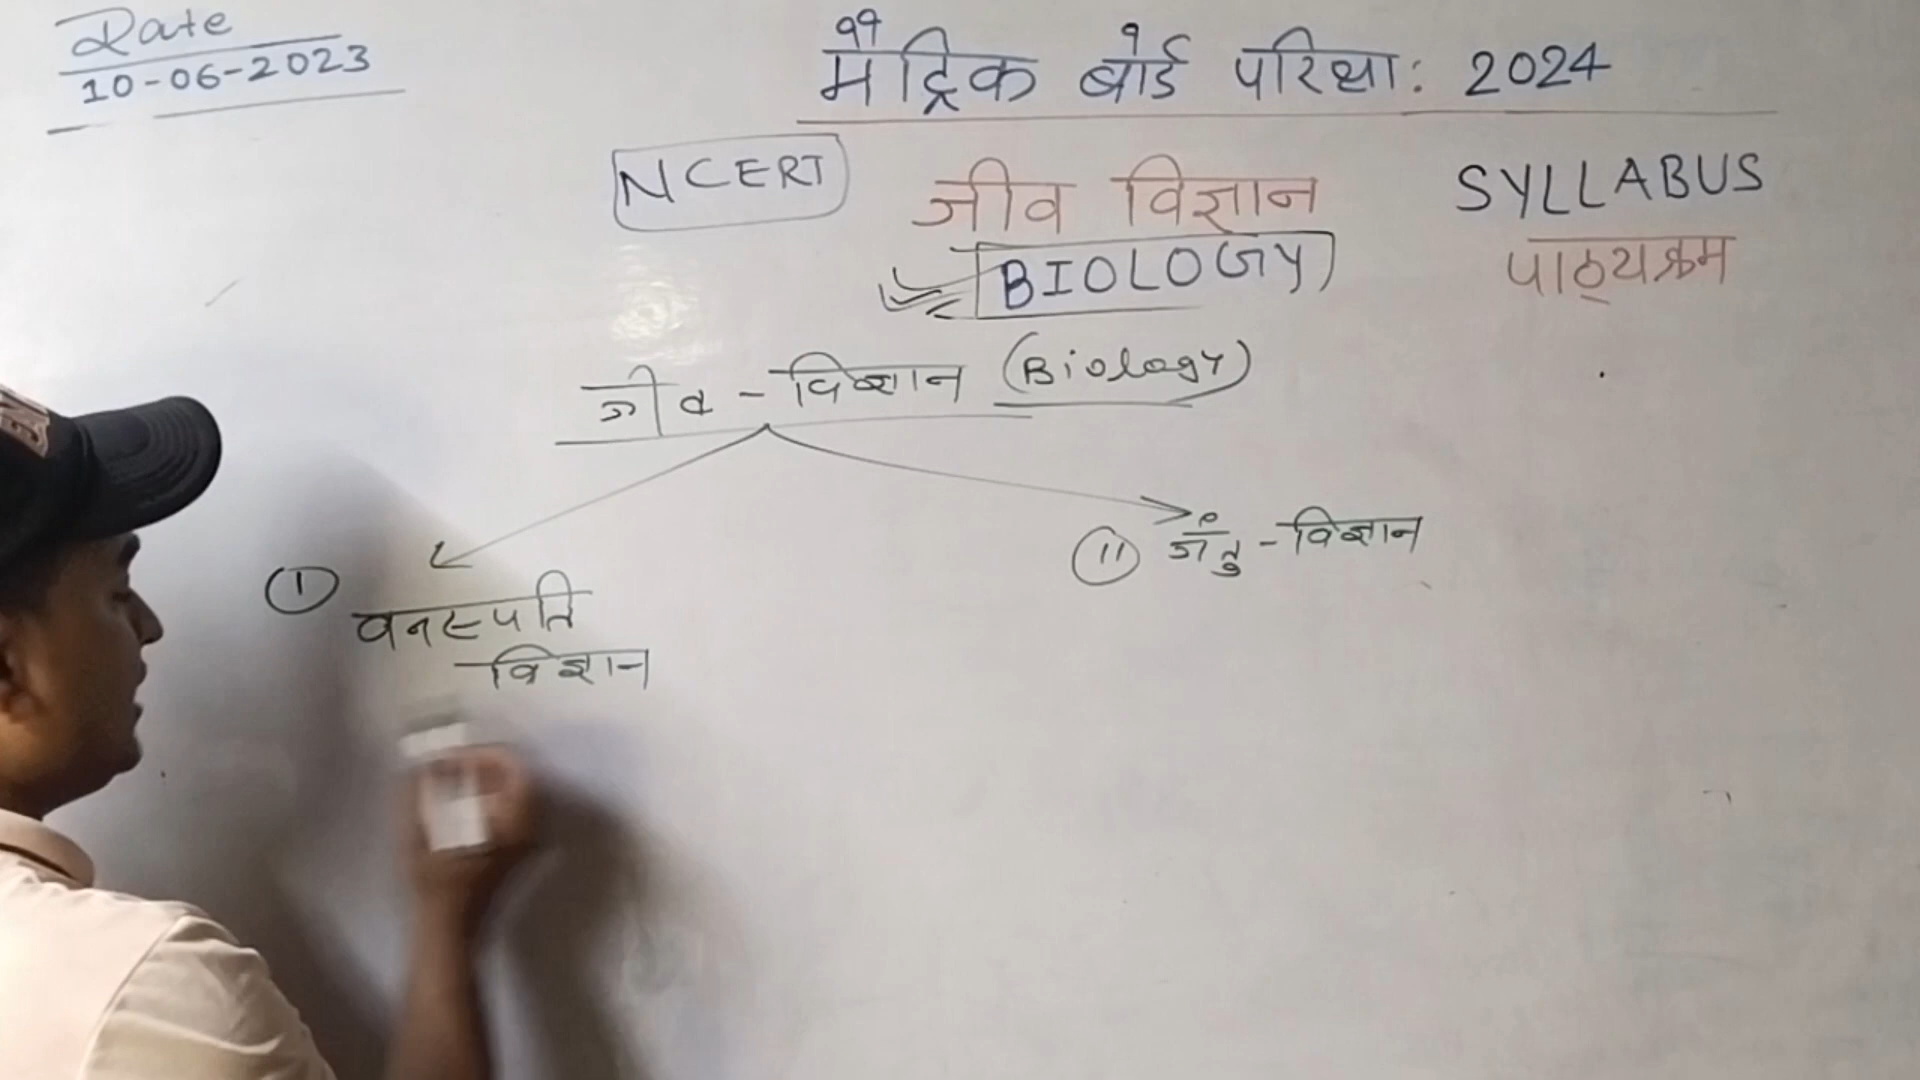 Date
10-06-2023
मैट्रिक बोर्ड परिक्षा: 2024
NCERT
जीव विज्ञान
SYLLABUS
BIOLOGY
पाठ्यक्रम
जीव - विज्ञान (Biology)
(I) वनस्पति
-विज्ञान
(II) जंतु - विज्ञान